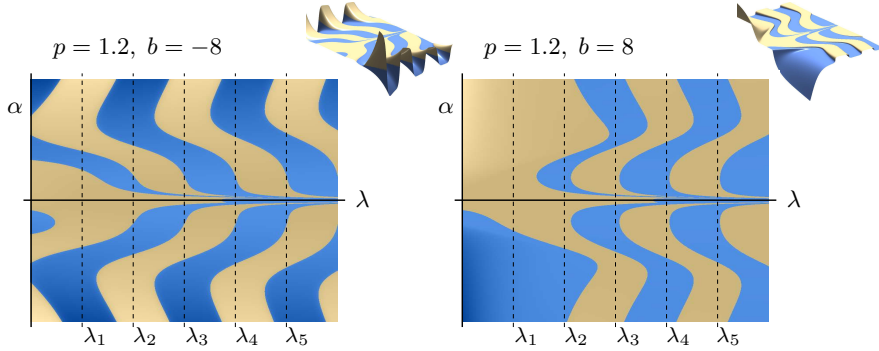 p = 1.2, b = −8
α
λ
λ₁ λ₂ λ₃ λ₄ λ₅
p = 1.2, b = 8
α
λ
λ₁ λ₂ λ₃ λ₄ λ₅